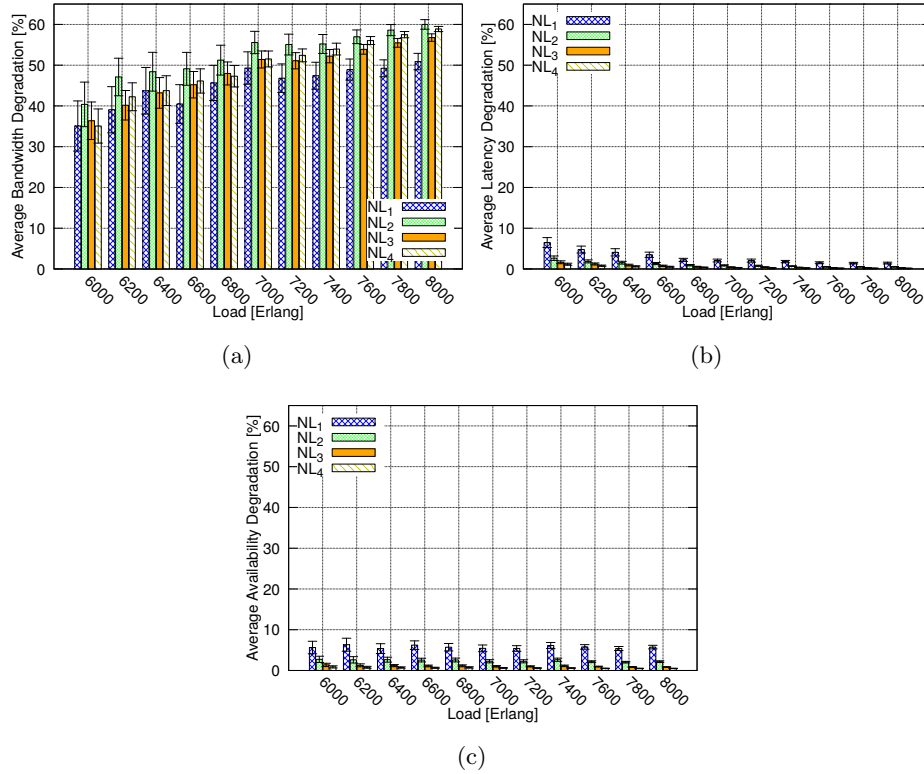 60
50
40
30
20
10
0
Average Bandwidth Degradation [%]
NL1
NL2
NL3
NL4
6000 6200 6400 6600 6800 7000 7200 7400 7600 7800 8000
Load [Erlang]
(a)
60
50
40
30
20
10
0
Average Latency Degradation [%]
NL1
NL2
NL3
NL4
6000 6200 6400 6600 6800 7000 7200 7400 7600 7800 8000
Load [Erlang]
(b)
60
50
40
30
20
10
0
Average Availability Degradation [%]
NL1
NL2
NL3
NL4
6000 6200 6400 6600 6800 7000 7200 7400 7600 7800 8000
Load [Erlang]
(c)